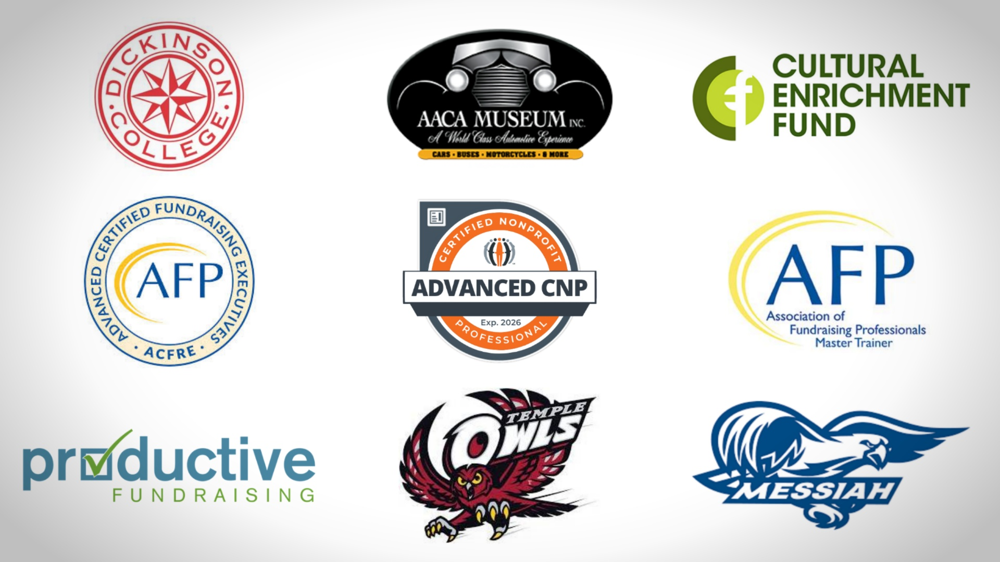 DICKINSON
· COLLEGE ·
AACA MUSEUM INC.
A World Class Automotive Experience
CARS · BUSES · MOTORCYCLES · & MORE
cef
CULTURAL
ENRICHMENT
FUND
ADVANCED CERTIFIED FUNDRAISING EXECUTIVES
AFP
· ACFRE ·
CERTIFIED NONPROFIT
ADVANCED CNP
Exp. 2026
PROFESSIONAL
AFP
Association of
Fundraising Professionals
Master Trainer
productive
FUNDRAISING
TEMPLE
OWLS
MESSIAH